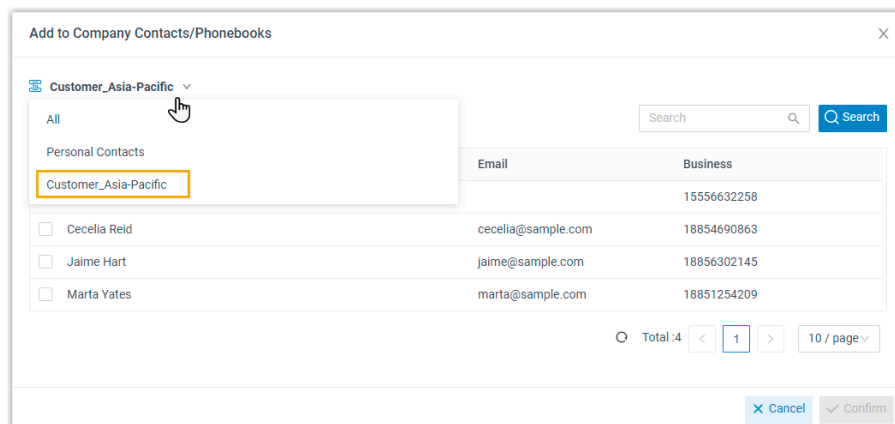 Add to Company Contacts/Phonebooks
Customer_Asia-Pacific
All
Personal Contacts
Customer_Asia-Pacific
Search
Search
Email Business
15556632258
Cecelia Reid cecelia@sample.com 18854690863
Jaime Hart jaime@sample.com 18856302145
Marta Yates marta@sample.com 18851254209
Total :4 < 1 > 10 / page
Cancel Confirm